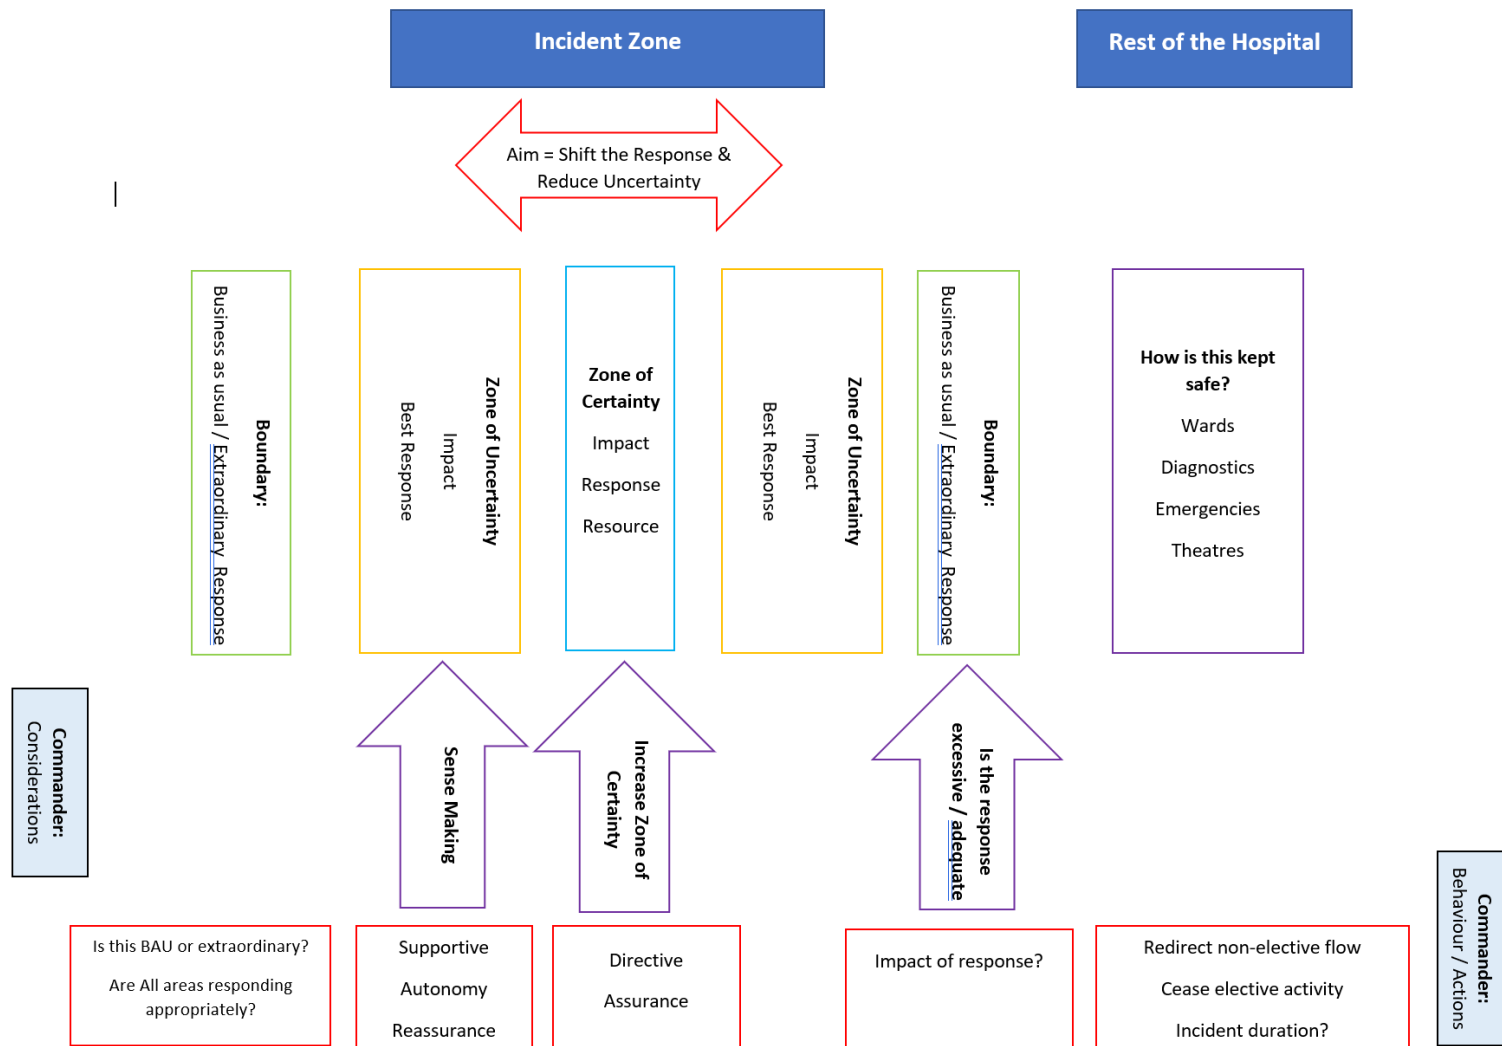 Incident Zone
Rest of the Hospital
Aim = Shift the Response &
Reduce Uncertainty
Boundary:
Business as usual / Extraordinary Response
Zone of Uncertainty
Impact
Best Response
Zone of
Certainty
Impact
Response
Resource
Zone of Uncertainty
Impact
Best Response
Boundary:
Business as usual / Extraordinary Response
How is this kept
safe?
Wards
Diagnostics
Emergencies
Theatres
Commander:
Considerations
Sense Making
Increase Zone of
Certainty
Is the response
excessive / adequate
Commander:
Behaviour / Actions
Is this BAU or extraordinary?
Are All areas responding
appropriately?
Supportive
Autonomy
Reassurance
Directive
Assurance
Impact of response?
Redirect non-elective flow
Cease elective activity
Incident duration?